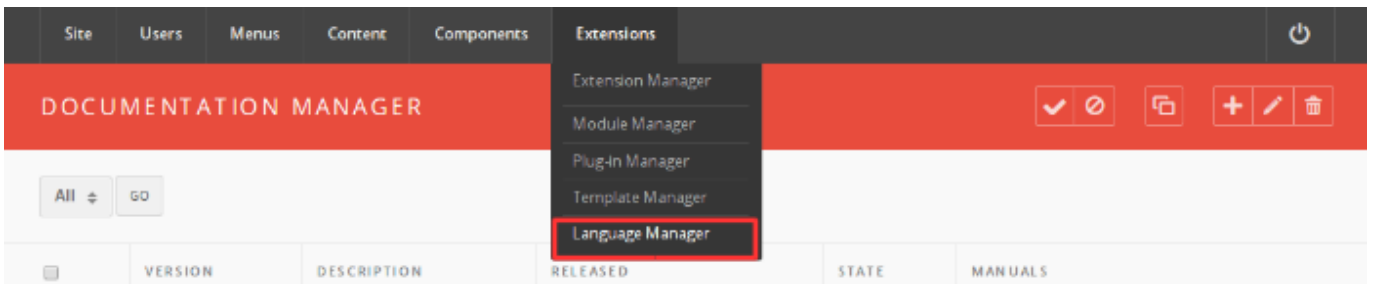 Site Users Menus Content Components Extensions
Extension Manager
DOCUMENTATION MANAGER
Module Manager
Plug-in Manager
All GO
Template Manager
Language Manager
VERSION DESCRIPTION RELEASED STATE MANUALS